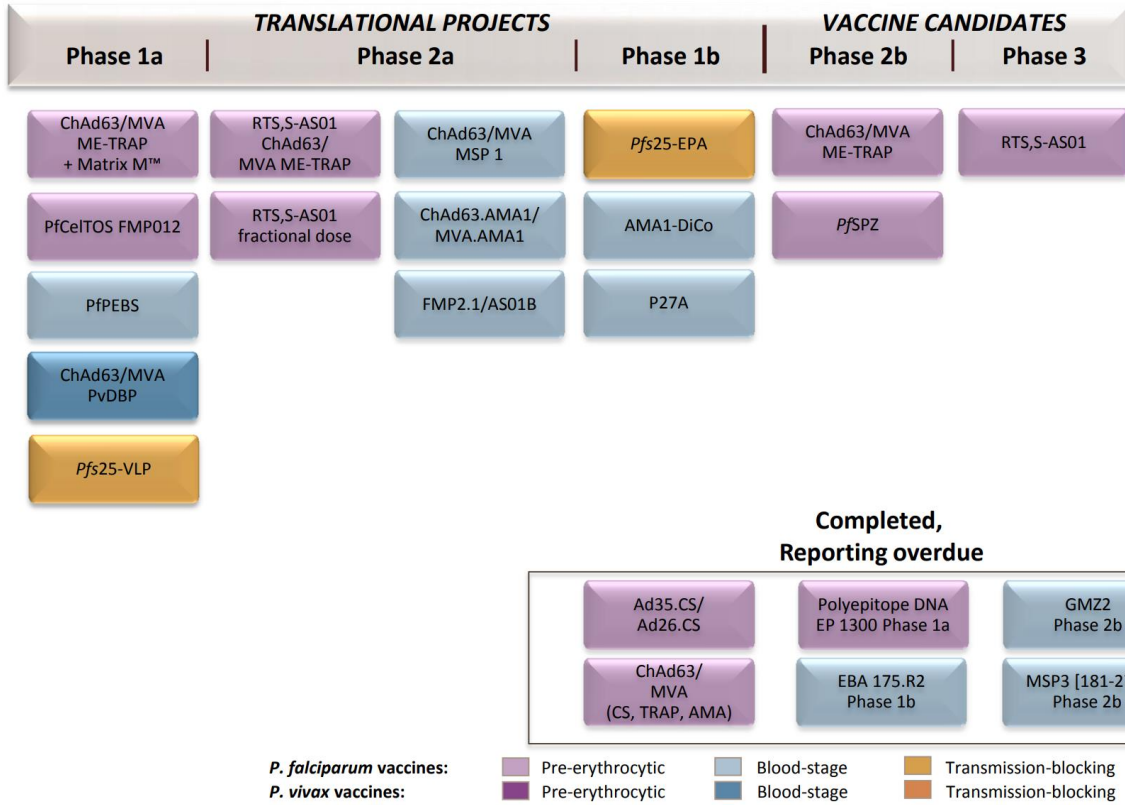 TRANSLATIONAL PROJECTS
VACCINE CANDIDATES
Phase 1a
Phase 2a
Phase 1b
Phase 2b
Phase 3
ChAd63/MVA
ME-TRAP
+ Matrix M™
RTS,S-AS01
ChAd63/
MVA ME-TRAP
ChAd63/MVA
MSP 1
Pfs25-EPA
ChAd63/MVA
ME-TRAP
RTS,S-AS01
PfCelTOS FMP012
RTS,S-AS01
fractional dose
ChAd63.AMA1/
MVA.AMA1
AMA1-DiCo
PfSPZ
PfPEBS
FMP2.1/AS01B
P27A
ChAd63/MVA
PvDBP
Pfs25-VLP
Completed,
Reporting overdue
Ad35.CS/
Ad26.CS
Polyepitope DNA
EP 1300 Phase 1a
GMZ2
Phase 2b
ChAd63/
MVA
(CS, TRAP, AMA)
EBA 175.R2
Phase 1b
MSP3 [181-2
Phase 2b
P. falciparum vaccines:
Pre-erythrocytic
Blood-stage
Transmission-blocking
P. vivax vaccines:
Pre-erythrocytic
Blood-stage
Transmission-blocking